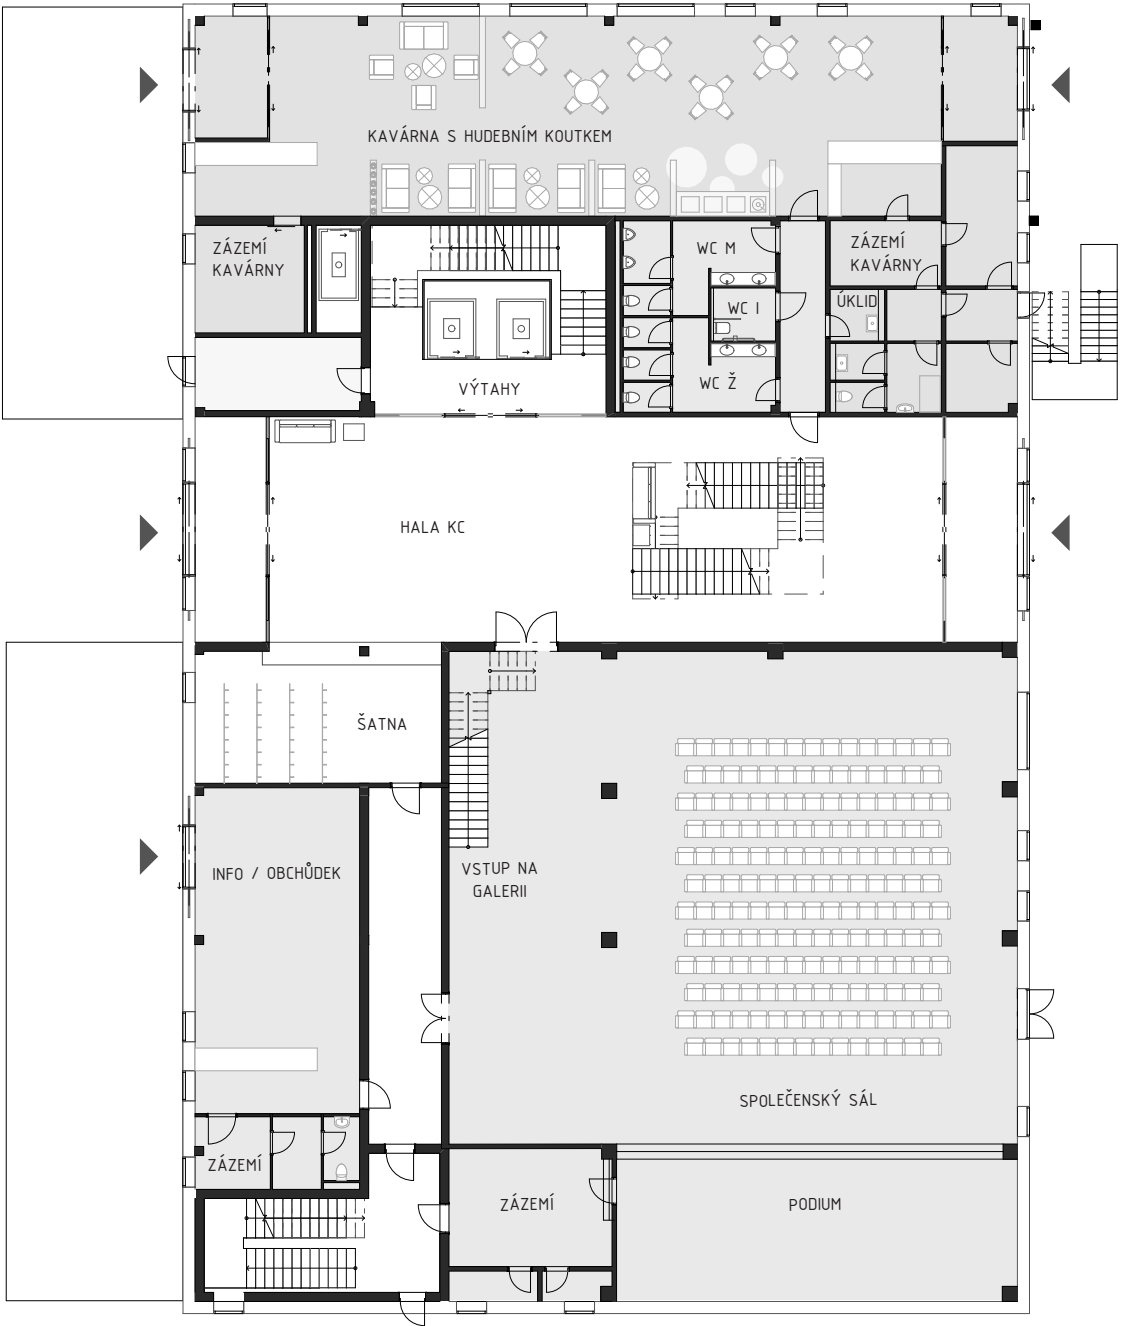 KAVÁRNA S HUDEBNÍM KOUTKEM
ZÁZEMÍ
KAVÁRNY
WC M
ZÁZEMÍ
KAVÁRNY
WC I
ÚKLID
VÝTAHY
WC Ž
HALA KC
ŠATNA
INFO / OBCHŮDEK
VSTUP NA
GALERII
SPOLEČENSKÝ SÁL
ZÁZEMÍ
ZÁZEMÍ
PODIUM